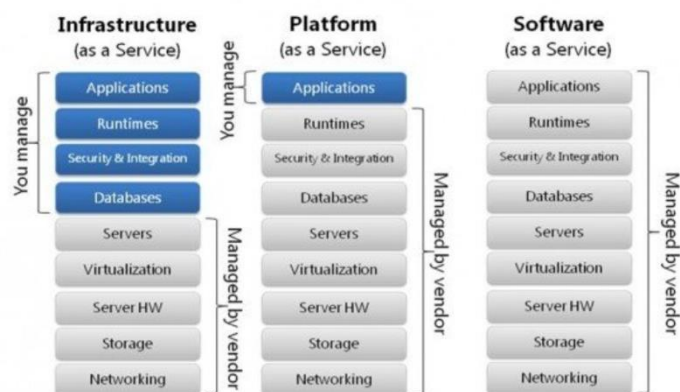 Infrastructure
(as a Service)
You manage
Applications
Runtimes
Security & Integration
Databases
Servers
Virtualization
Server HW
Storage
Networking
Managed by vendor
Platform
(as a Service)
You manage
Applications
Runtimes
Security & Integration
Databases
Servers
Virtualization
Server HW
Storage
Networking
Managed by vendor
Software
(as a Service)
Applications
Runtimes
Security & Integration
Databases
Servers
Virtualization
Server HW
Storage
Networking
Managed by vendor